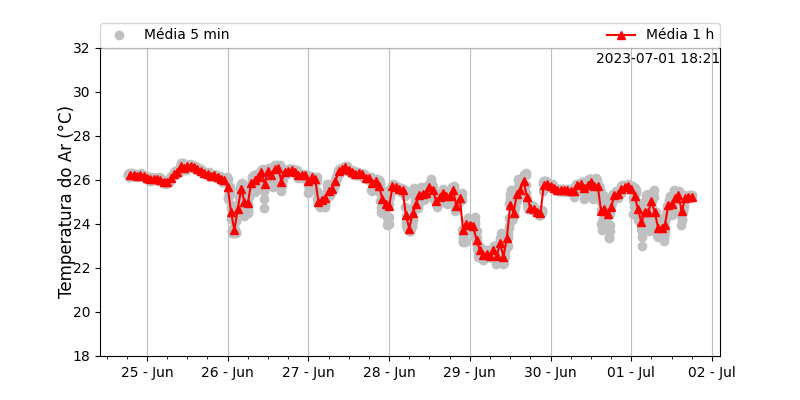 Média 5 min
Média 1 h
2023-07-01 18:21
Temperatura do Ar (°C)
32
30
28
26
24
22
20
18
25 - Jun
26 - Jun
27 - Jun
28 - Jun
29 - Jun
30 - Jun
01 - Jul
02 - Jul